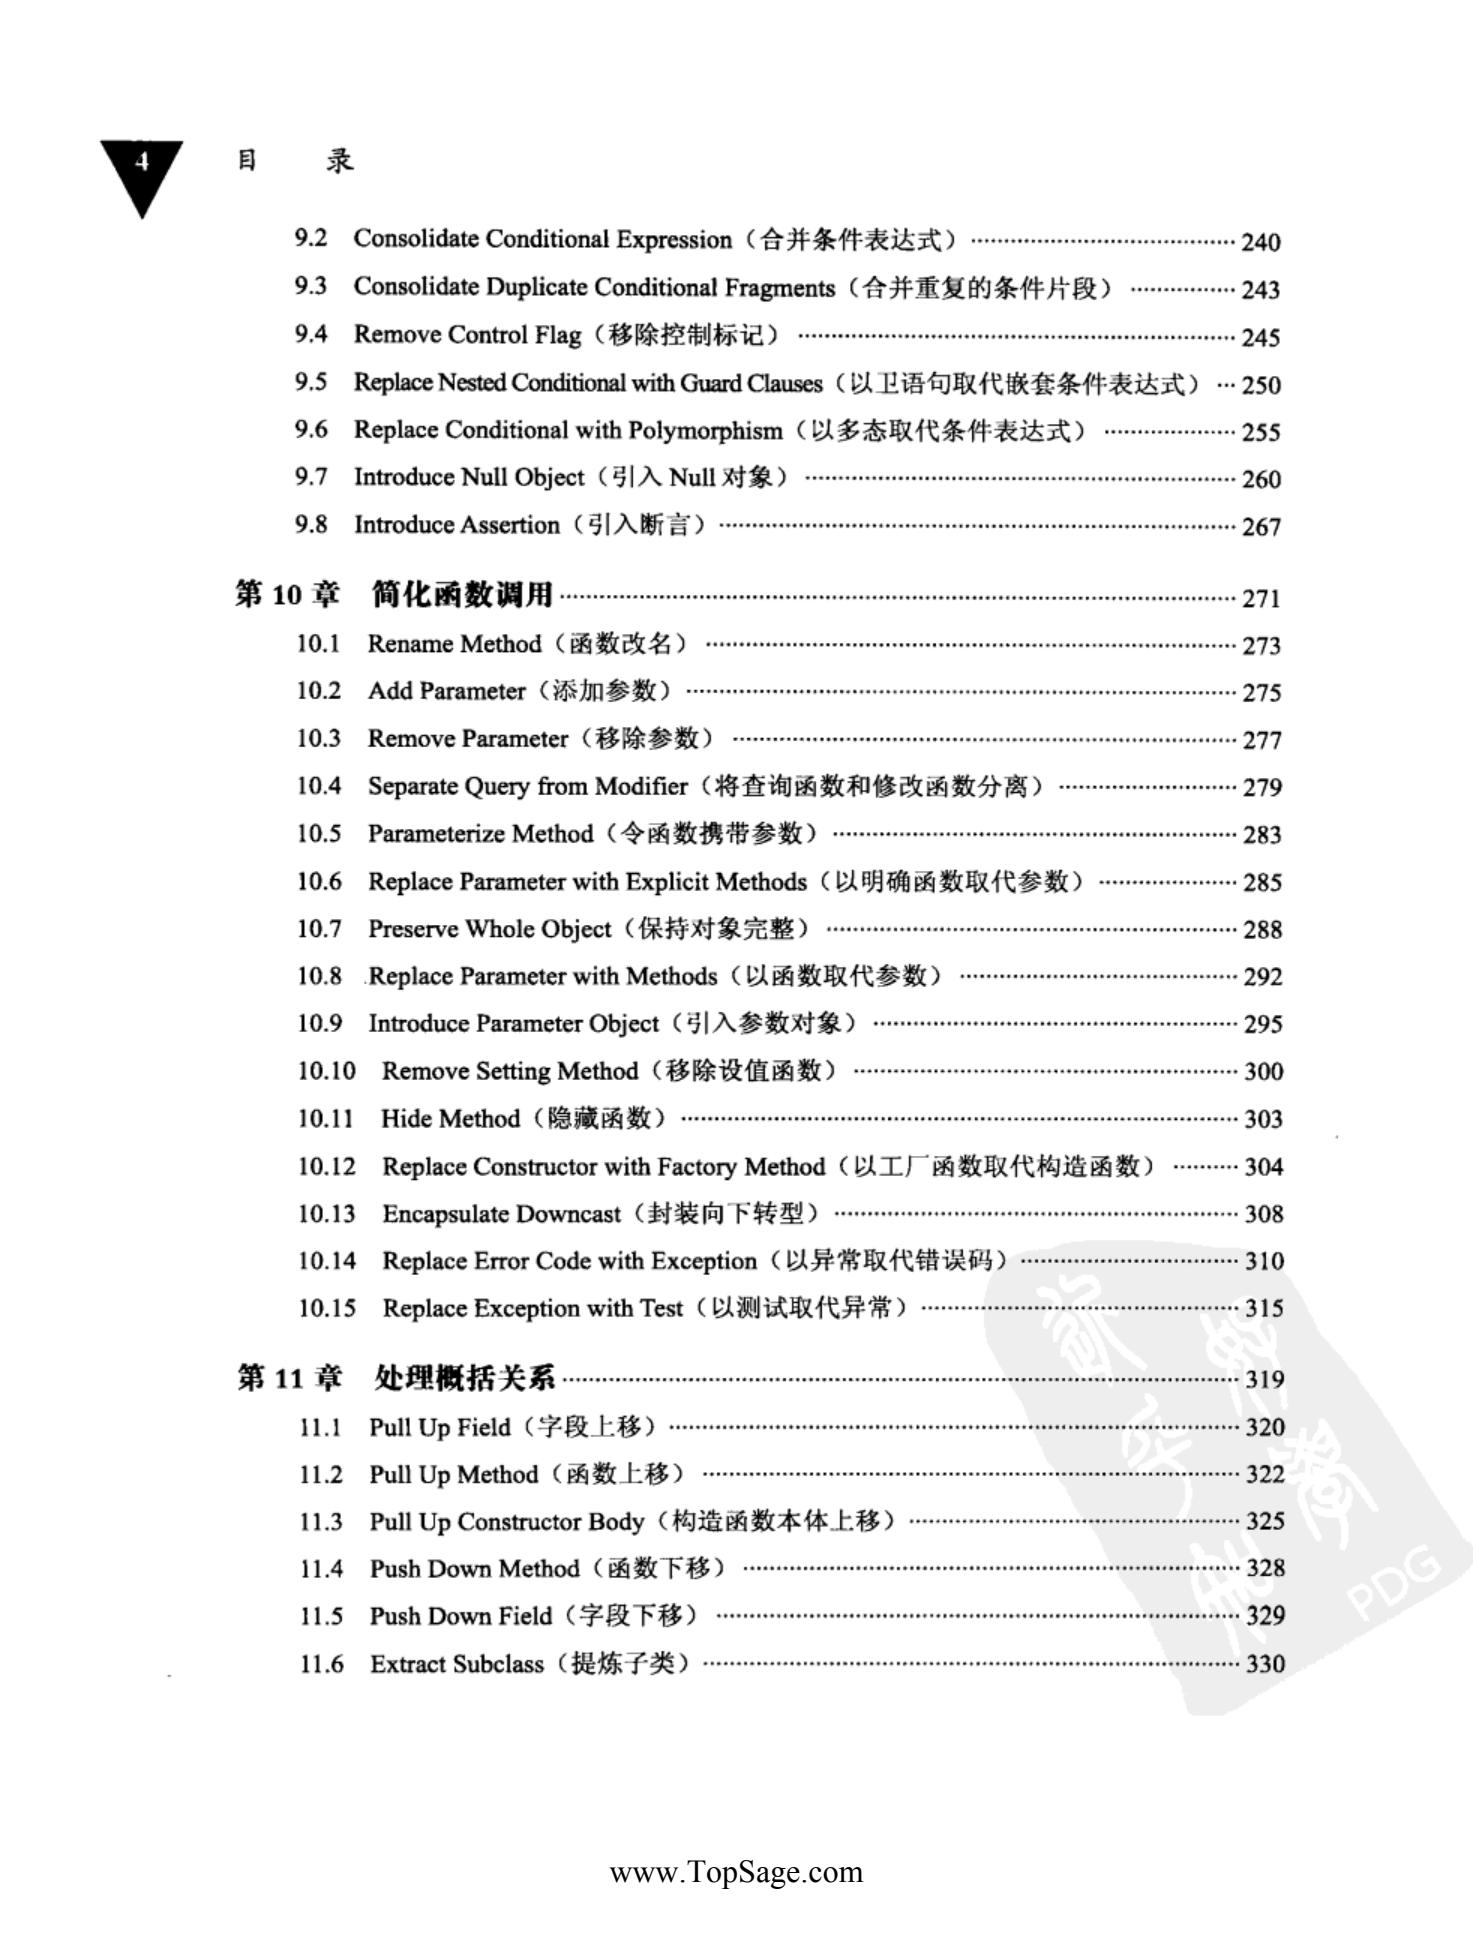 4
目 录
9.2 Consolidate Conditional Expression（合并条件表达式） 240
9.3 Consolidate Duplicate Conditional Fragments（合并重复的条件片段） 243
9.4 Remove Control Flag（移除控制标记） 245
9.5 Replace Nested Conditional with Guard Clauses（以卫语句取代嵌套条件表达式） 250
9.6 Replace Conditional with Polymorphism（以多态取代条件表达式） 255
9.7 Introduce Null Object（引入 Null 对象） 260
9.8 Introduce Assertion（引入断言） 267
第 10 章 简化函数调用 271
10.1 Rename Method（函数改名） 273
10.2 Add Parameter（添加参数） 275
10.3 Remove Parameter（移除参数） 277
10.4 Separate Query from Modifier（将查询函数和修改函数分离） 279
10.5 Parameterize Method（令函数携带参数） 283
10.6 Replace Parameter with Explicit Methods（以明确函数取代参数） 285
10.7 Preserve Whole Object（保持对象完整） 288
10.8 Replace Parameter with Methods（以函数取代参数） 292
10.9 Introduce Parameter Object（引入参数对象） 295
10.10 Remove Setting Method（移除设值函数） 300
10.11 Hide Method（隐藏函数） 303
10.12 Replace Constructor with Factory Method（以工厂函数取代构造函数） 304
10.13 Encapsulate Downcast（封装向下转型） 308
10.14 Replace Error Code with Exception（以异常取代错误码） 310
10.15 Replace Exception with Test（以测试取代异常） 315
第 11 章 处理概括关系 319
11.1 Pull Up Field（字段上移） 320
11.2 Pull Up Method（函数上移） 322
11.3 Pull Up Constructor Body（构造函数本体上移） 325
11.4 Push Down Method（函数下移） 328
11.5 Push Down Field（字段下移） 329
11.6 Extract Subclass（提炼子类） 330
PDG
www.TopSage.com